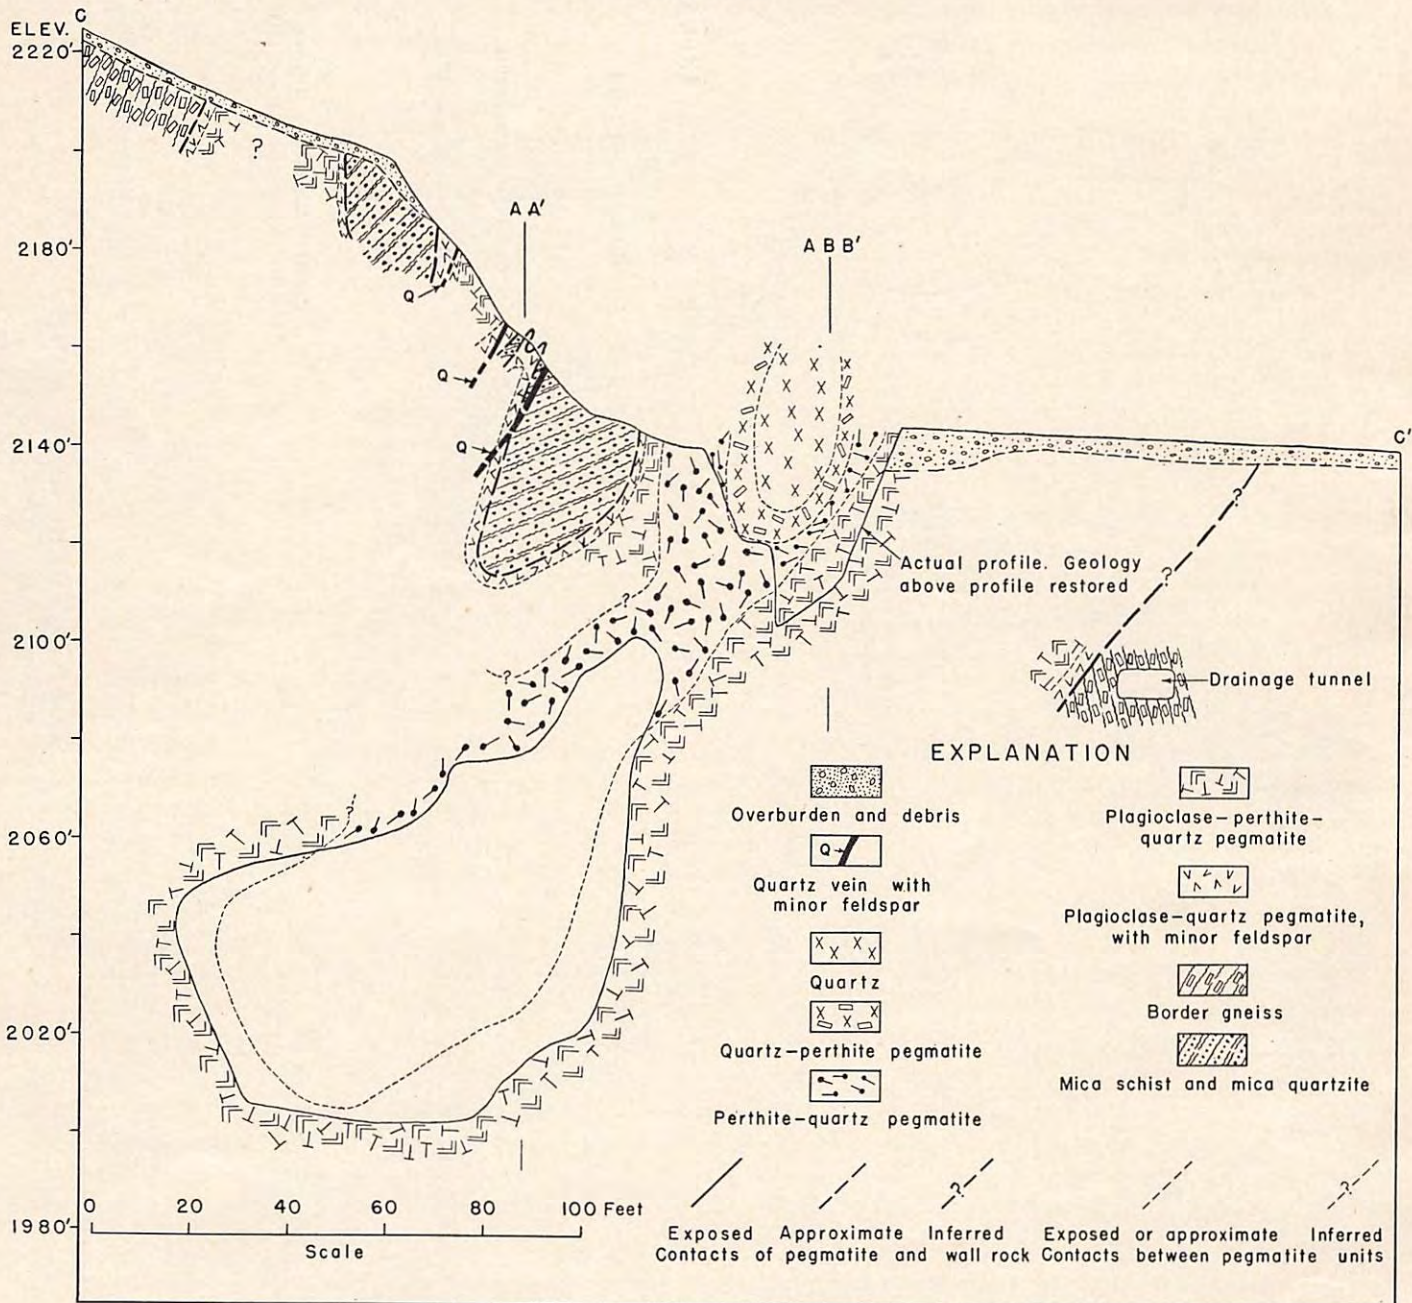 C
ELEV.
2220'
2180'
2140'
2100'
2060'
2020'
1980'
?
A A'
A B B'
Q
Q
Q
C'
?
?
?
?
?
Actual profile. Geology
above profile restored
Drainage tunnel
EXPLANATION
Overburden and debris
Q
Quartz vein with
minor feldspar
Quartz
Quartz-perthite pegmatite
Perthite-quartz pegmatite
Plagioclase-perthite-
quartz pegmatite
Plagioclase-quartz pegmatite,
with minor feldspar
Border gneiss
Mica schist and mica quartzite
0 20 40 60 80 100 Feet
Scale
? ?
Exposed Approximate Inferred
Contacts of pegmatite and wall rock
Exposed or approximate Inferred
Contacts between pegmatite units